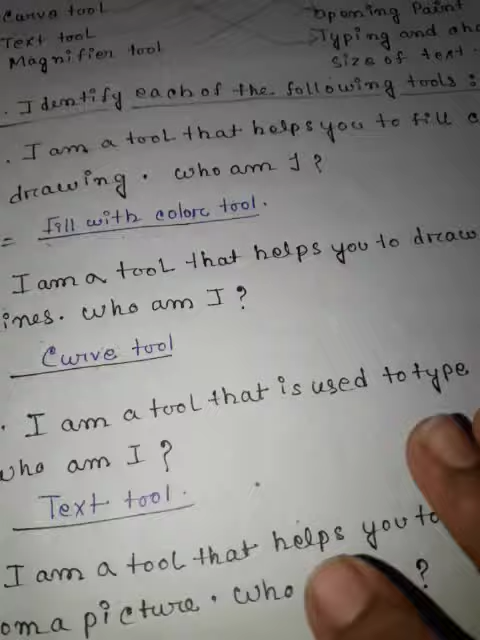 Curve tool
Text tool
Magnifier tool
Opening Paint
Typing and
size of text.
. Identify each of the following tools:
. I am a tool that helps you to fill c
drawing. who am I?
= Fill with colore tool.
I am a tool that helps you to draw
ines. who am I?
Curve tool
. I am a tool that is used to type
who am I?
Text tool.
I am a tool that helps you to
om a picture. who ?